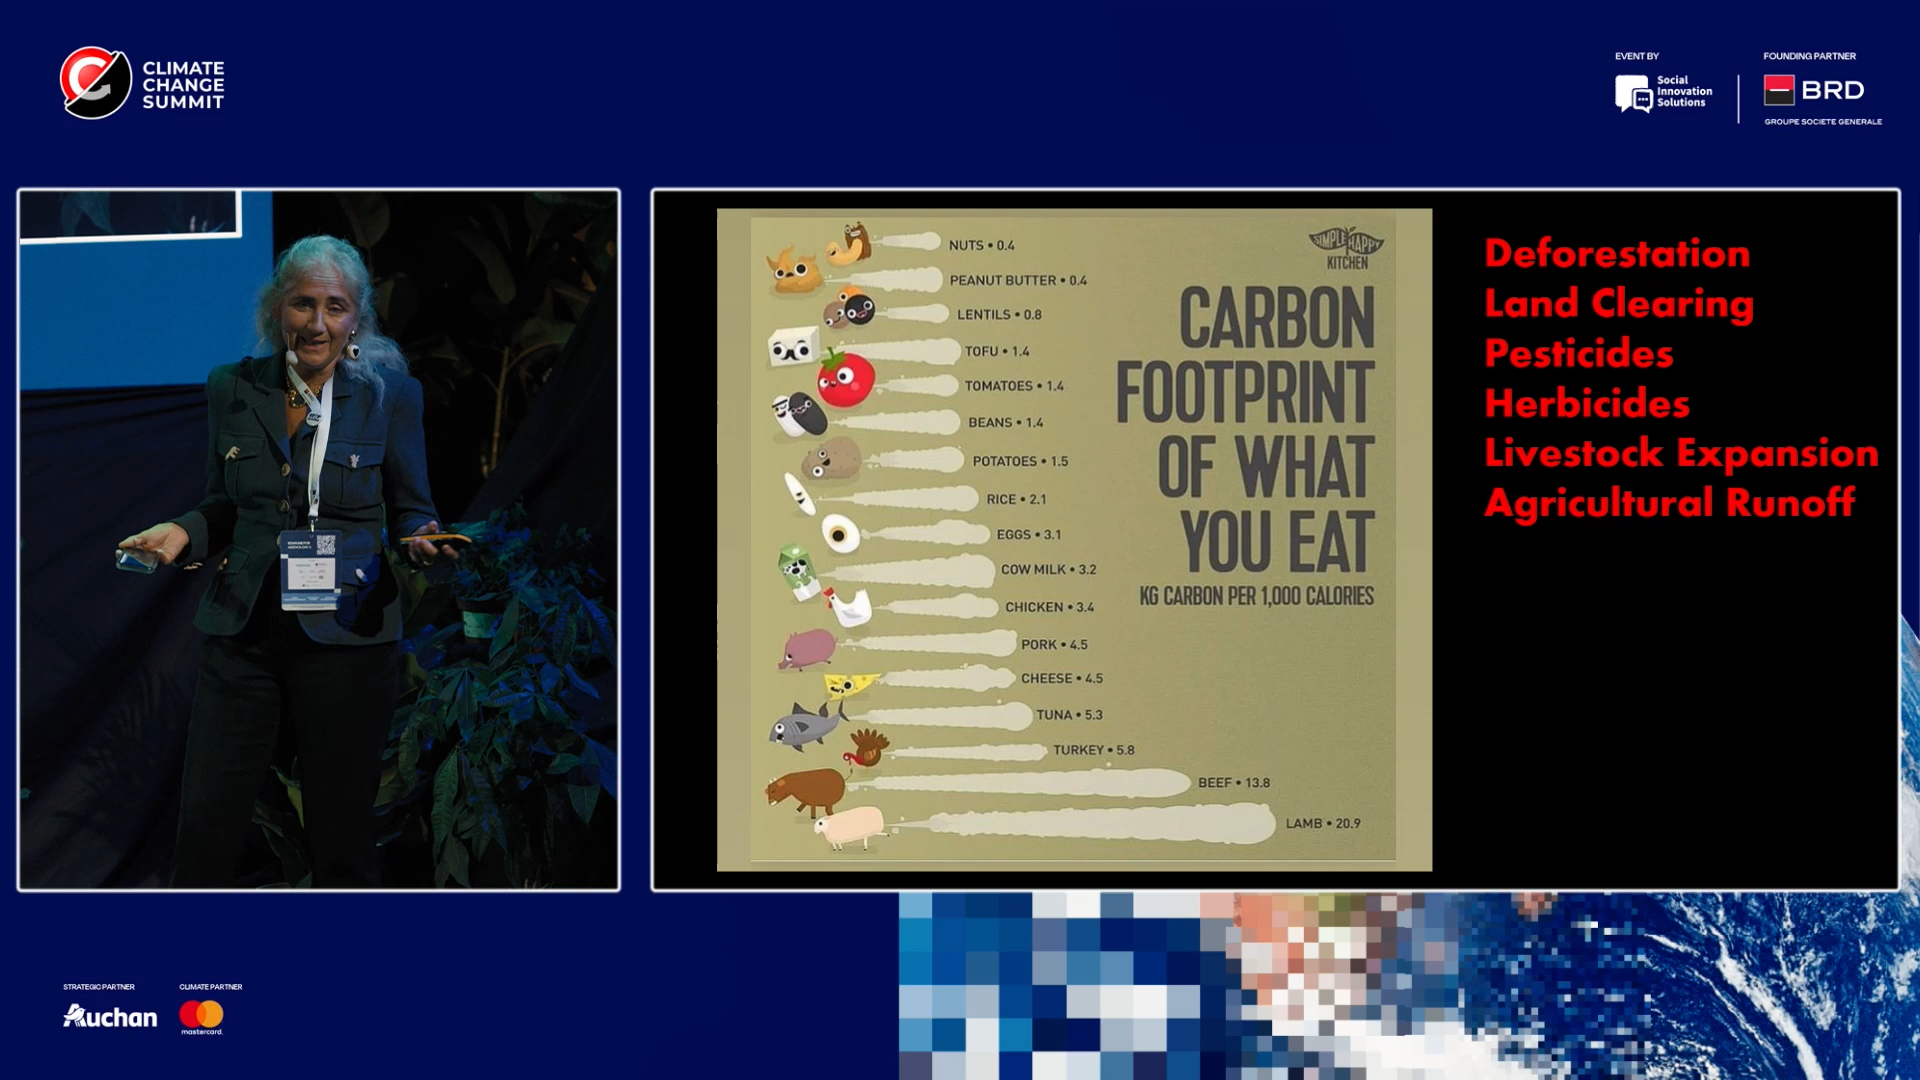 CLIMATE
CHANGE
SUMMIT
EVENT BY
Social
Innovation
Solutions
FOUNDING PARTNER
BRD
GROUPE SOCIETE GENERALE
NUTS • 0.4
PEANUT BUTTER • 0.4
LENTILS • 0.8
TOFU • 1.4
TOMATOES • 1.4
BEANS • 1.4
POTATOES • 1.5
RICE • 2.1
EGGS • 3.1
COW MILK • 3.2
CHICKEN • 3.4
PORK • 4.5
CHEESE • 4.5
TUNA • 5.3
TURKEY • 5.8
BEEF • 13.8
LAMB • 20.9
SIMPLE HAPPY
KITCHEN
CARBON
FOOTPRINT
OF WHAT
YOU EAT
KG CARBON PER 1,000 CALORIES
Deforestation
Land Clearing
Pesticides
Herbicides
Livestock Expansion
Agricultural Runoff
STRATEGIC PARTNER
Auchan
CLIMATE PARTNER
mastercard.